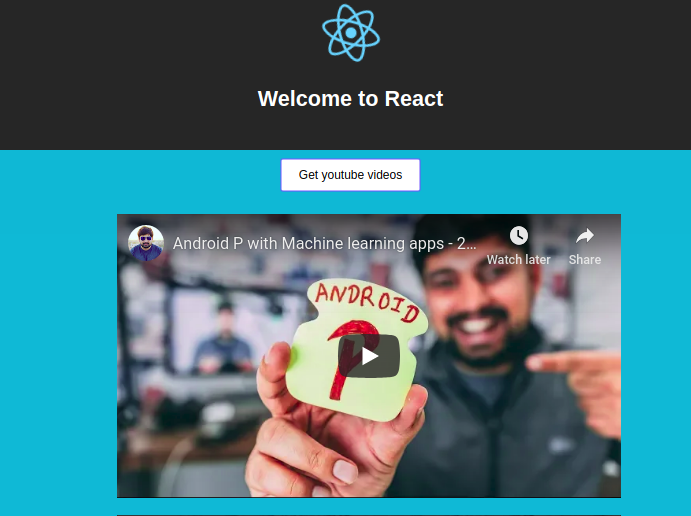 Welcome to React
Get youtube videos
Android P with Machine learning apps - 2...
Watch later
Share
ANDROID
P